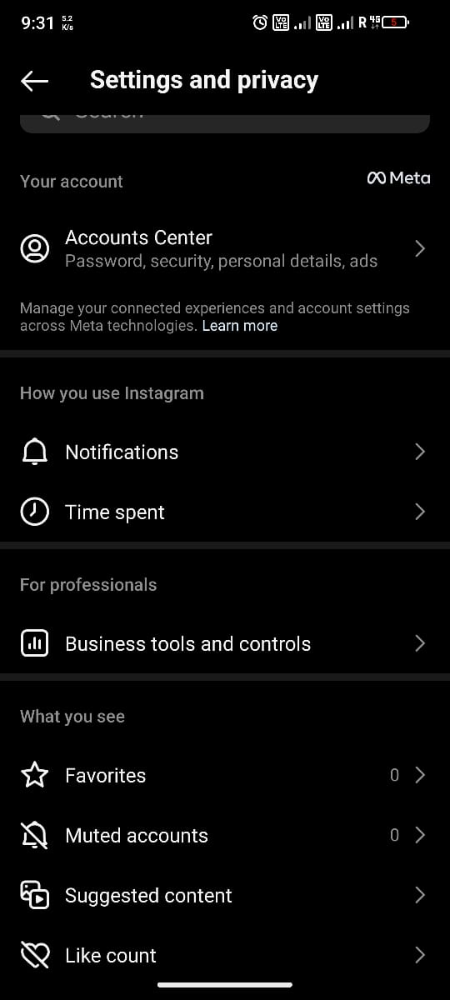 9:31 5.2 K/s VO LTE VO LTE R 4G 5
Settings and privacy
Search
Your account
Meta
Accounts Center
Password, security, personal details, ads
Manage your connected experiences and account settings
across Meta technologies. Learn more
How you use Instagram
Notifications
Time spent
For professionals
Business tools and controls
What you see
Favorites 0
Muted accounts 0
Suggested content
Like count